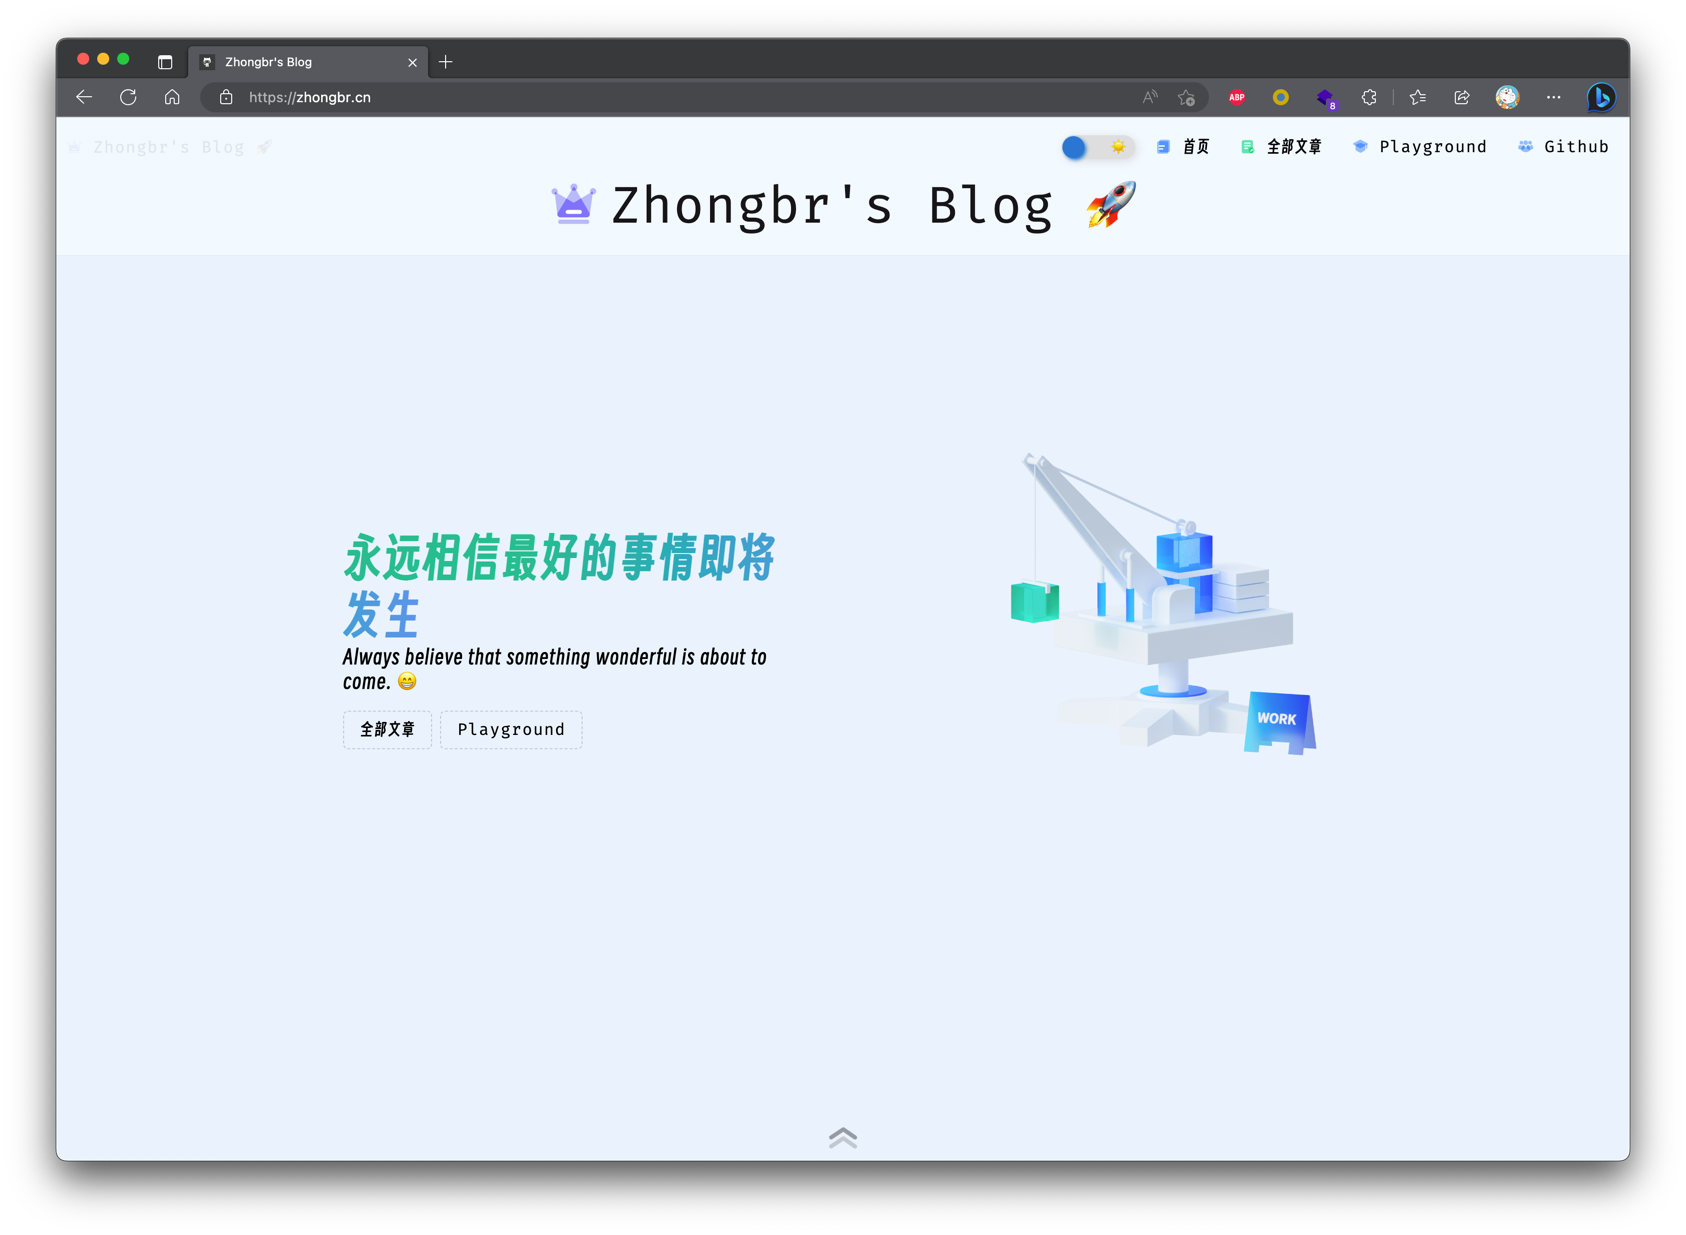 Zhongbr's Blog
https://zhongbr.cn
ABP
8
Zhongbr's Blog 🚀
首页
全部文章
Playground
Github
Zhongbr's Blog 🚀
永远相信最好的事情即将
发生
Always believe that something wonderful is about to
come. 😁
全部文章
Playground
WORK